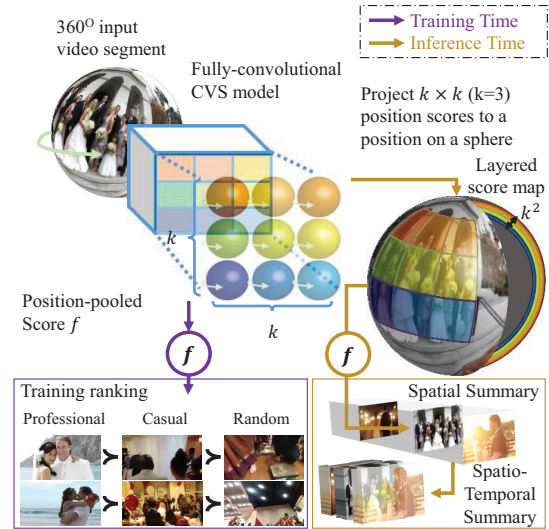 360O input
video segment
Training Time
Inference Time
Fully-convolutional
CVS model
Project k × k (k=3)
position scores to a
position on a sphere
Layered
score map
k²
k
k
Position-pooled
Score f
f
f
Training ranking
Professional
Casual
Random
Spatial Summary
Spatio-
Temporal
Summary